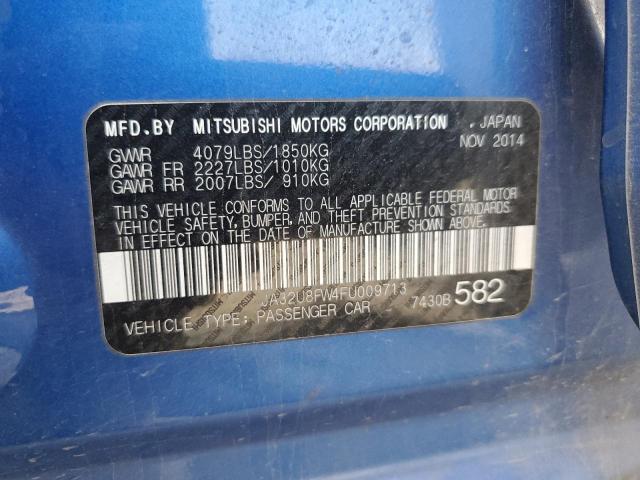 MFD.BY MITSUBISHI MOTORS CORPORATION . JAPAN
NOV 2014
GVWR 4079LBS/1850KG
GAWR FR 2227LBS/1010KG
GAWR RR 2007LBS/ 910KG
THIS VEHICLE CONFORMS TO ALL APPLICABLE FEDERAL MOTOR
VEHICLE SAFETY, BUMPER, AND THEFT PREVENTION STANDARDS
IN EFFECT ON THE DATE OF MANUFACTURE SHOWN ABOVE.
JA32U8FW4FU009713
7430B 582
VEHICLE TYPE: PASSENGER CAR